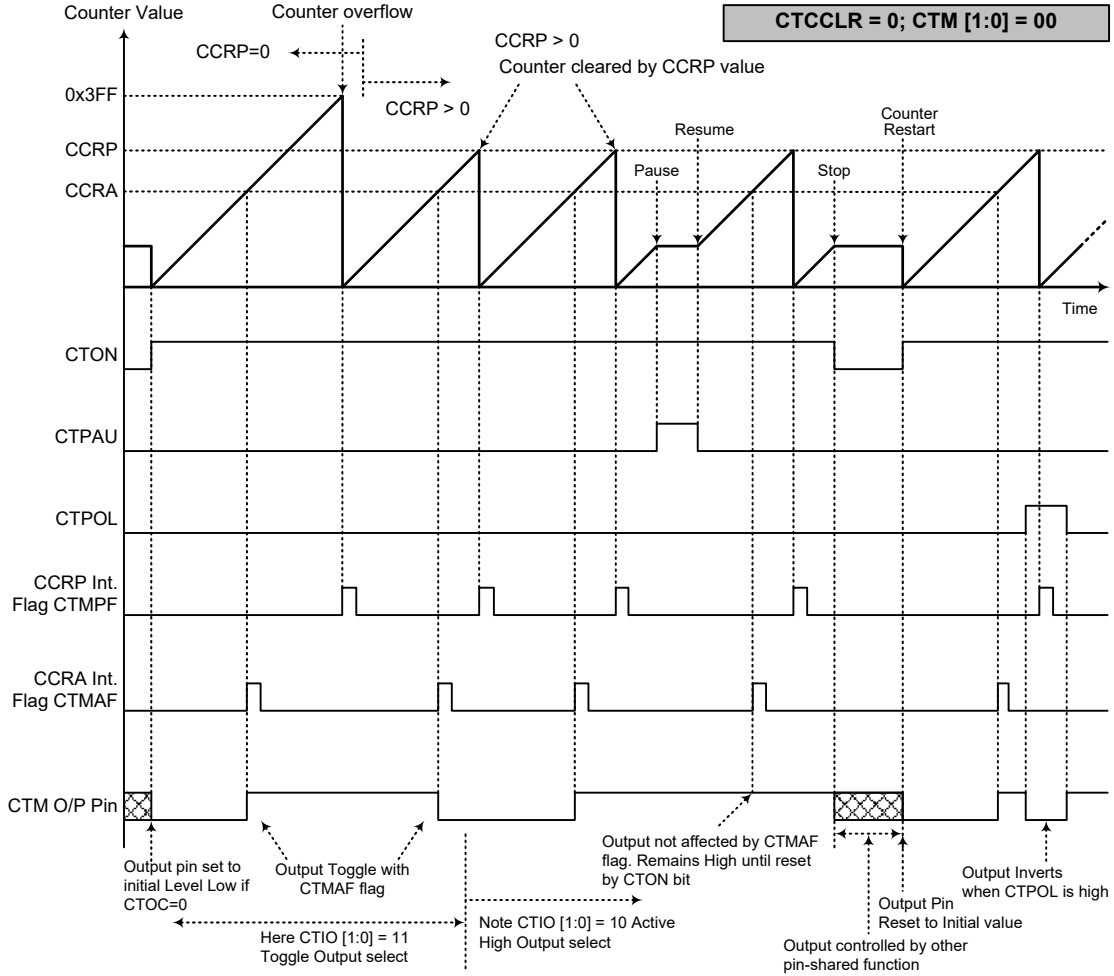 Counter Value
Counter overflow
CTCCLR = 0; CTM [1:0] = 00
CCRP=0
CCRP > 0
Counter cleared by CCRP value
CCRP > 0
0x3FF
CCRP
CCRA
Pause
Resume
Stop
Counter
Restart
Time
CTON
CTPAU
CTPOL
CCRP Int.
Flag CTMPF
CCRA Int.
Flag CTMAF
CTM O/P Pin
Output pin set to
initial Level Low if
CTOC=0
Output Toggle with
CTMAF flag
Output not affected by CTMAF
flag. Remains High until reset
by CTON bit
Output Inverts
when CTPOL is high
Output Pin
Reset to Initial value
Here CTIO [1:0] = 11
Toggle Output select
Note CTIO [1:0] = 10 Active
High Output select
Output controlled by other
pin-shared function